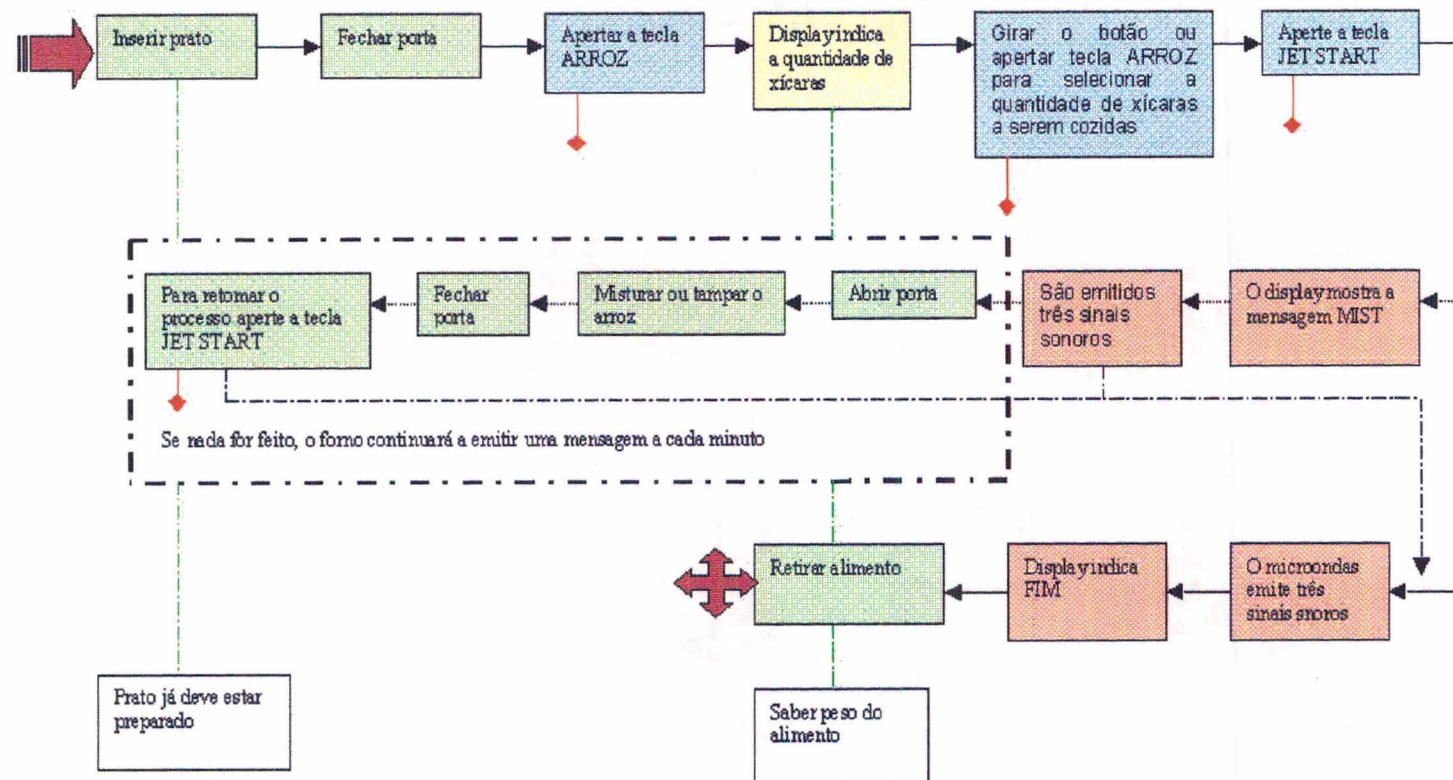 Inserir prato
Fechar porta
Apertar a tecla
ARROZ
Display indica
a quantidade de
xícaras
Girar o botão ou
apertar tecla ARROZ
para selecionar a
quantidade de xícaras
a serem cozidas
Aperte a tecla
JET START
Para retomar o
processo aperte a tecla
JET START
Fechar
porta
Misturar ou tampar o
arroz
Abrir porta
São emitidos
três sinais
sonoros
O display mostra a
mensagem MIST
Se nada for feito, o forno continuará a emitir uma mensagem a cada minuto
Retirar alimento
Display indica
FIM
O microondas
emite três
sinais snoros
Prato já deve estar
preparado
Saber peso do
alimento